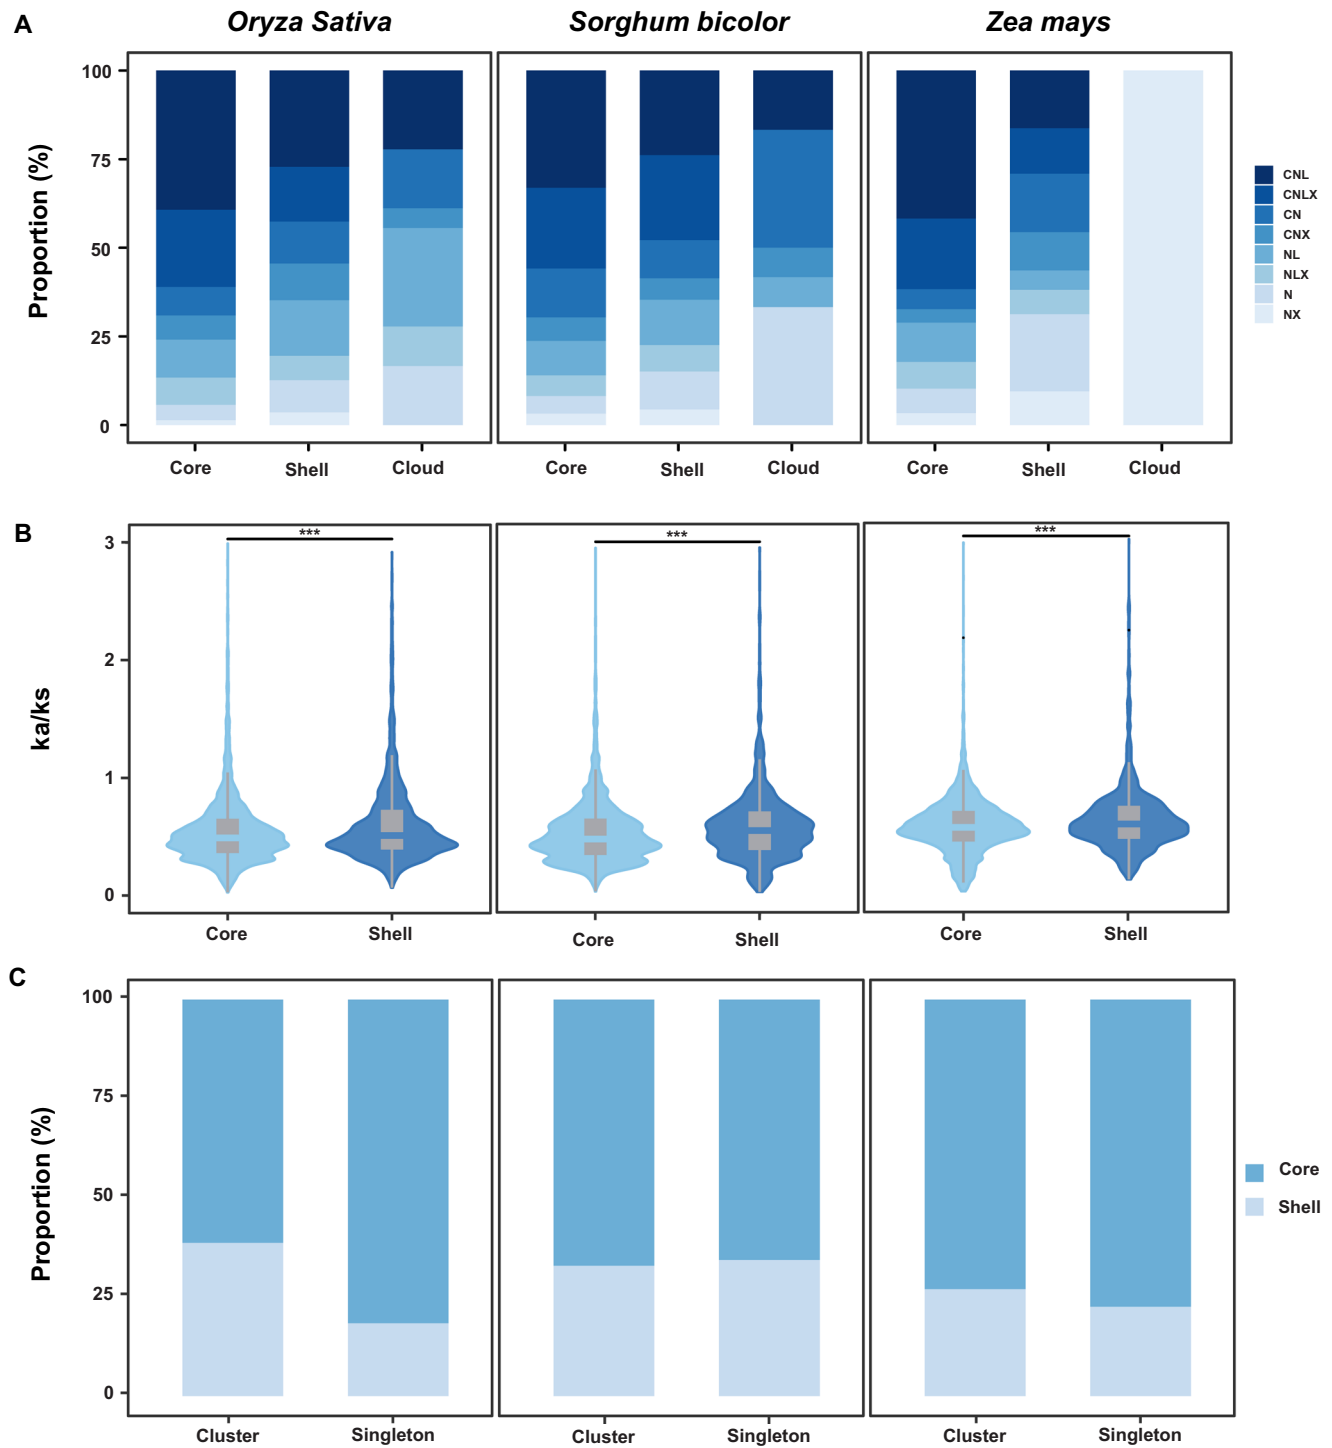 A
Oryza Sativa
Sorghum bicolor
Zea mays
Proportion (%)
100
75
50
25
0
Core
Shell
Cloud
Core
Shell
Cloud
Core
Shell
Cloud
CNL
CNLX
CN
CNX
NL
NLX
N
NX
B
ka/ks
3
2
1
0
***
***
***
Core
Shell
Core
Shell
Core
Shell
C
Proportion (%)
100
75
50
25
0
Cluster
Singleton
Cluster
Singleton
Cluster
Singleton
Core
Shell